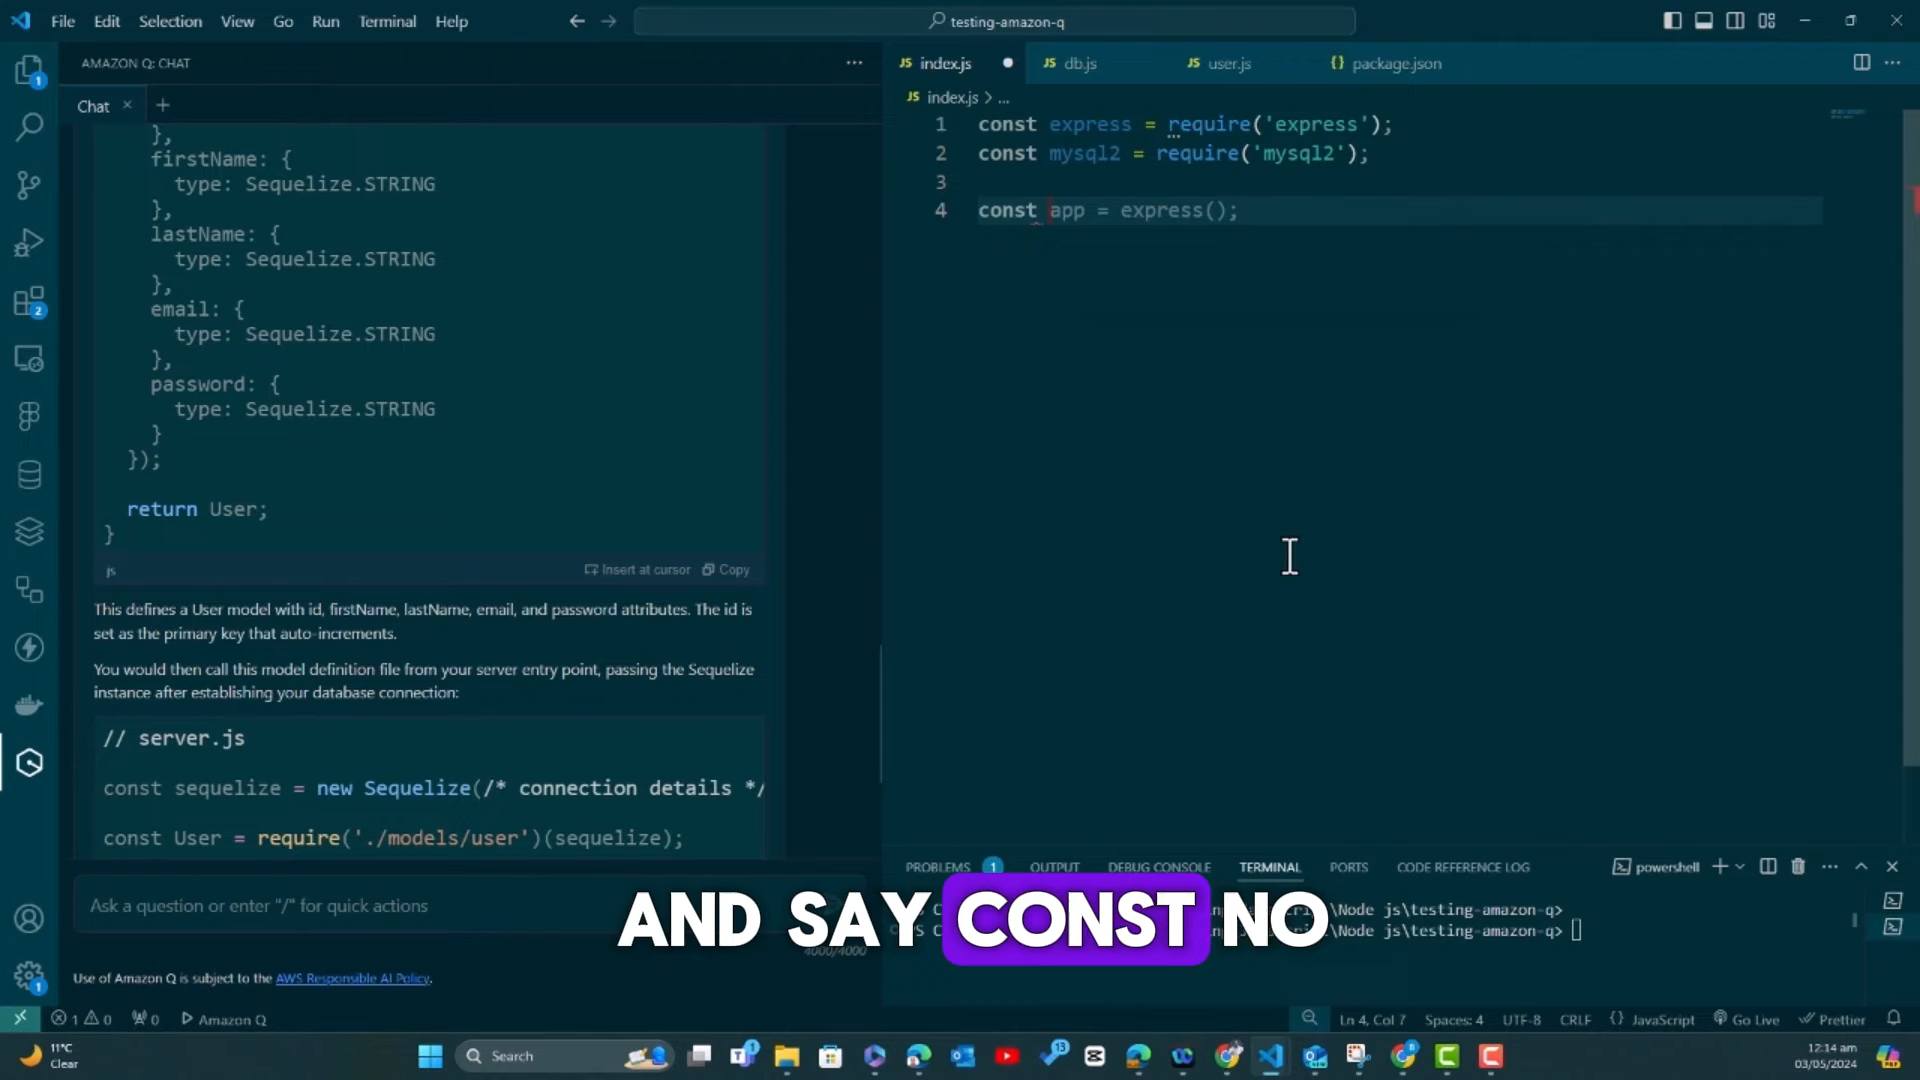 File Edit Selection View Go Run Terminal Help
testing-amazon-q
AMAZON Q: CHAT
Chat
},
firstName: {
type: Sequelize.STRING
},
lastName: {
type: Sequelize.STRING
},
email: {
type: Sequelize.STRING
},
password: {
type: Sequelize.STRING
}
});
return User;
}
js
Insert at cursor
Copy
This defines a User model with id, firstName, lastName, email, and password attributes. The id is
set as the primary key that auto-increments.
You would then call this model definition file from your server entry point, passing the Sequelize
instance after establishing your database connection:
// server.js
const sequelize = new Sequelize(/* connection details */
const User = require('./models/user')(sequelize);
Ask a question or enter "/" for quick actions
4000/4000
Use of Amazon Q is subject to the AWS Responsible AI Policy.
JS index.js
JS db.js
JS user.js
{} package.json
JS index.js > ...
1 const express = require('express');
2 const mysql2 = require('mysql2');
3
4 const app = express();
PROBLEMS 1 OUTPUT DEBUG CONSOLE TERMINAL PORTS CODE REFERENCE LOG
powershell
Node js\testing-amazon-q>
Node js\testing-amazon-q>
AND SAY CONST NO
1 0 0 Amazon Q
Ln 4, Col 7 Spaces: 4 UTF-8 CRLF {} JavaScript Go Live Prettier
11°C
Clear
Search
12:14 am
03/05/2024